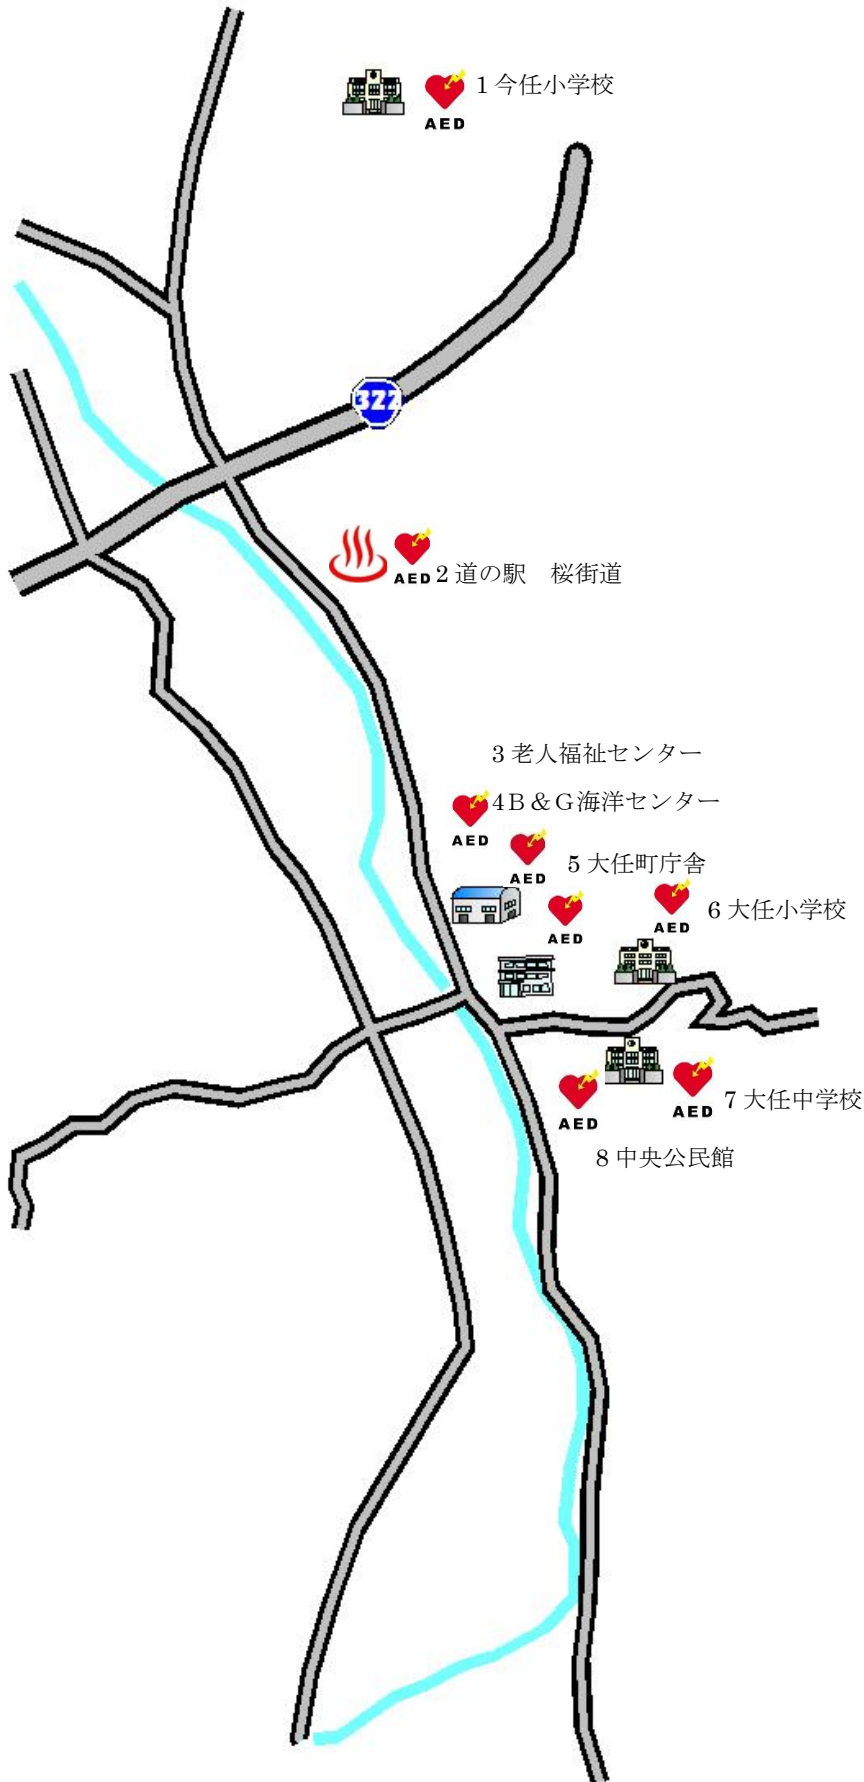 1 今任小学校
AED
322
AED 2 道の駅　桜街道
3 老人福祉センター
4B＆G海洋センター
AED
AED
5 大任町庁舎
AED
6 大任小学校
AED
7 大任中学校
AED
AED
8 中央公民館